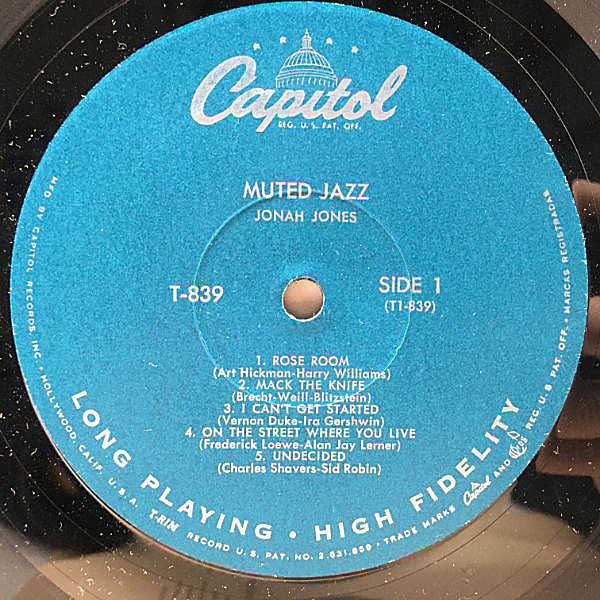 Capitol
REG. U.S. PAT. OFF.
MUTED JAZZ
JONAH JONES
T-839
SIDE 1
(T1-839)
1. ROSE ROOM
(Art Hickman-Harry Williams)
2. MACK THE KNIFE
(Brecht-Weill-Blitzstein)
3. I CAN'T GET STARTED
(Vernon Duke-Ira Gershwin)
4. ON THE STREET WHERE YOU LIVE
(Frederick Loewe-Alan Jay Lerner)
5. UNDECIDED
(Charles Shavers-Sid Robin)
LONG PLAYING • HIGH FIDELITY
MFG. BY CAPITOL RECORDS, INC. • HOLLYWOOD, CALIF. U.S.A. T-RIM RECORD U.S. PAT. NO. 2,631,859 • TRADE MARKS Capitol AND REG. U.S. PAT. OFF. • MARCAS REGISTRADAS